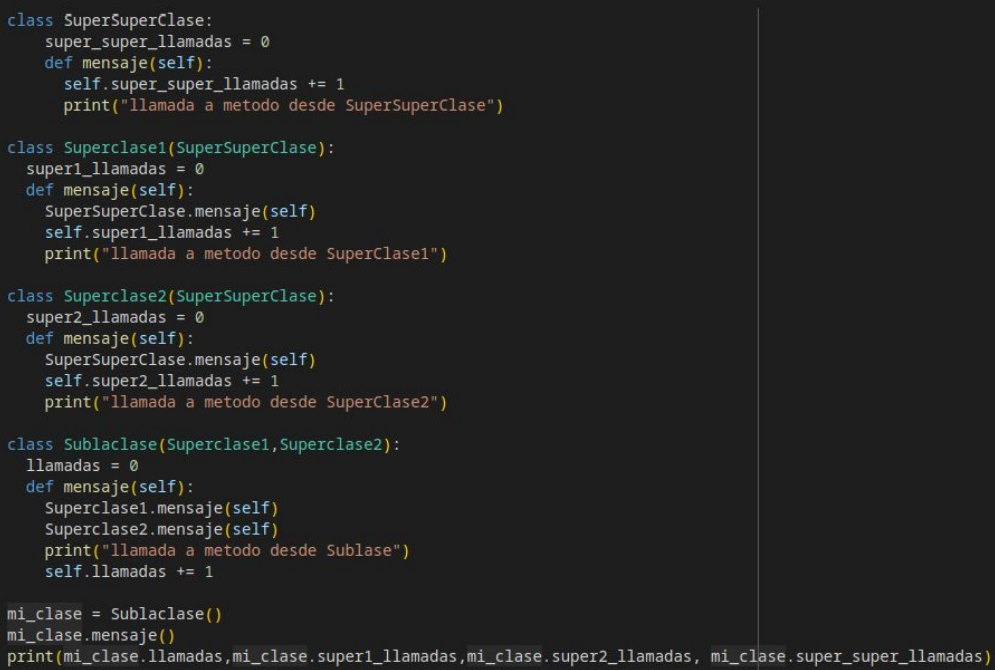 class SuperSuperClase:
    super_super_llamadas = 0
    def mensaje(self):
      self.super_super_llamadas += 1
      print("llamada a metodo desde SuperSuperClase")

class Superclase1(SuperSuperClase):
  super1_llamadas = 0
  def mensaje(self):
    SuperSuperClase.mensaje(self)
    self.super1_llamadas += 1
    print("llamada a metodo desde SuperClase1")

class Superclase2(SuperSuperClase):
  super2_llamadas = 0
  def mensaje(self):
    SuperSuperClase.mensaje(self)
    self.super2_llamadas += 1
    print("llamada a metodo desde SuperClase2")

class Sublaclase(Superclase1,Superclase2):
  llamadas = 0
  def mensaje(self):
    Superclase1.mensaje(self)
    Superclase2.mensaje(self)
    print("llamada a metodo desde Sublase")
    self.llamadas += 1

mi_clase = Sublaclase()
mi_clase.mensaje()
print(mi_clase.llamadas,mi_clase.super1_llamadas,mi_clase.super2_llamadas, mi_clase.super_super_llamadas)